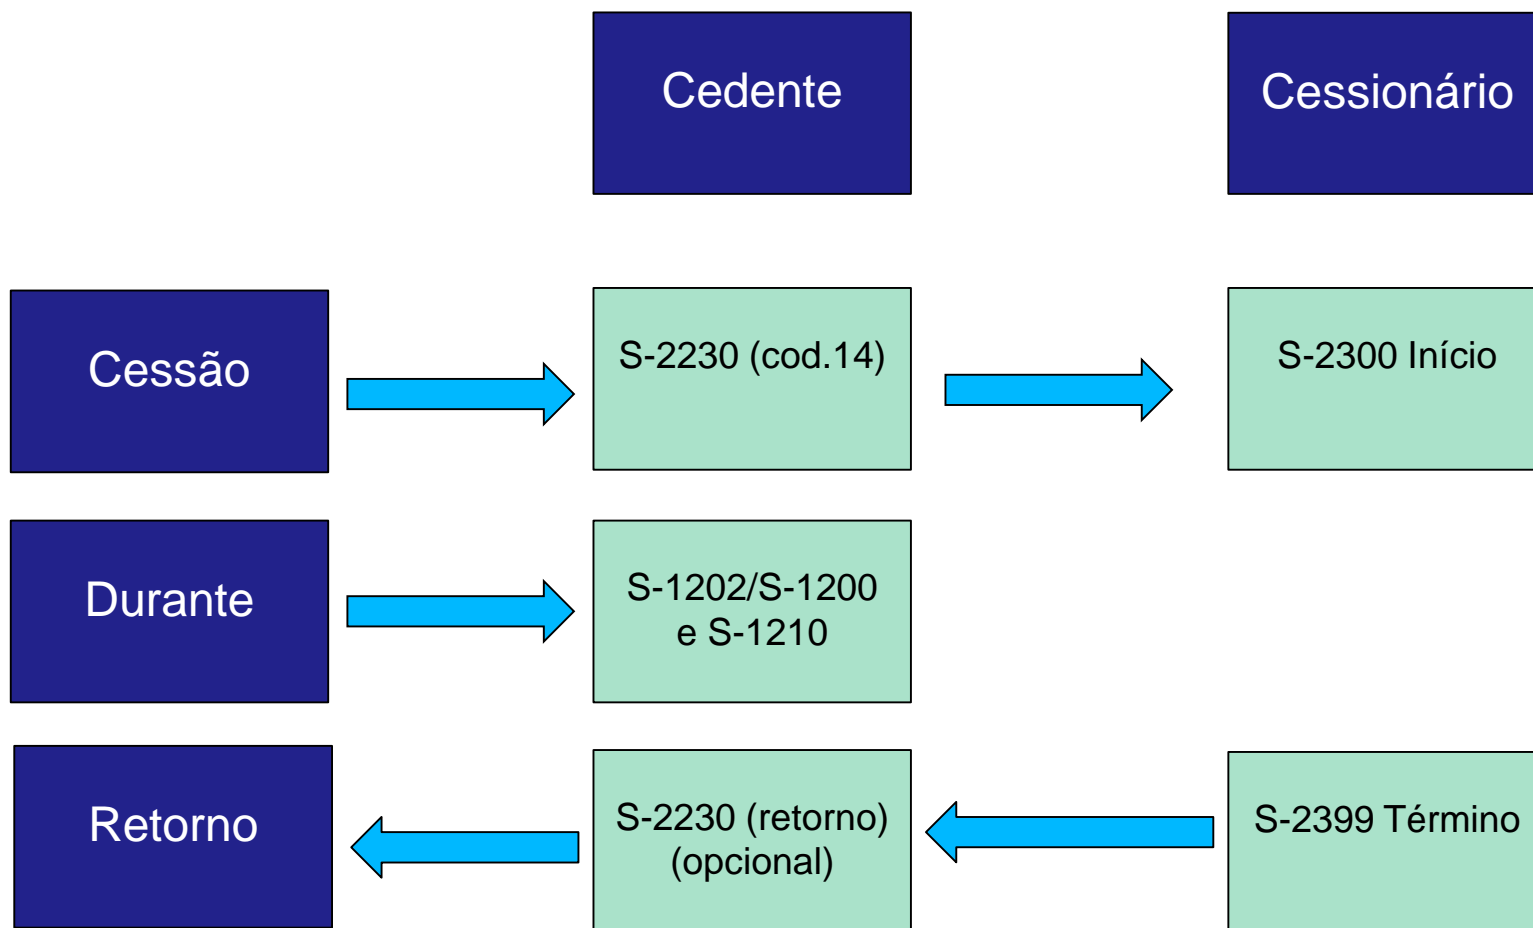 Cedente
Cessionário
Cessão
S-2230 (cod.14)
S-2300 Início
Durante
S-1202/S-1200
e S-1210
Retorno
S-2230 (retorno)
(opcional)
S-2399 Término